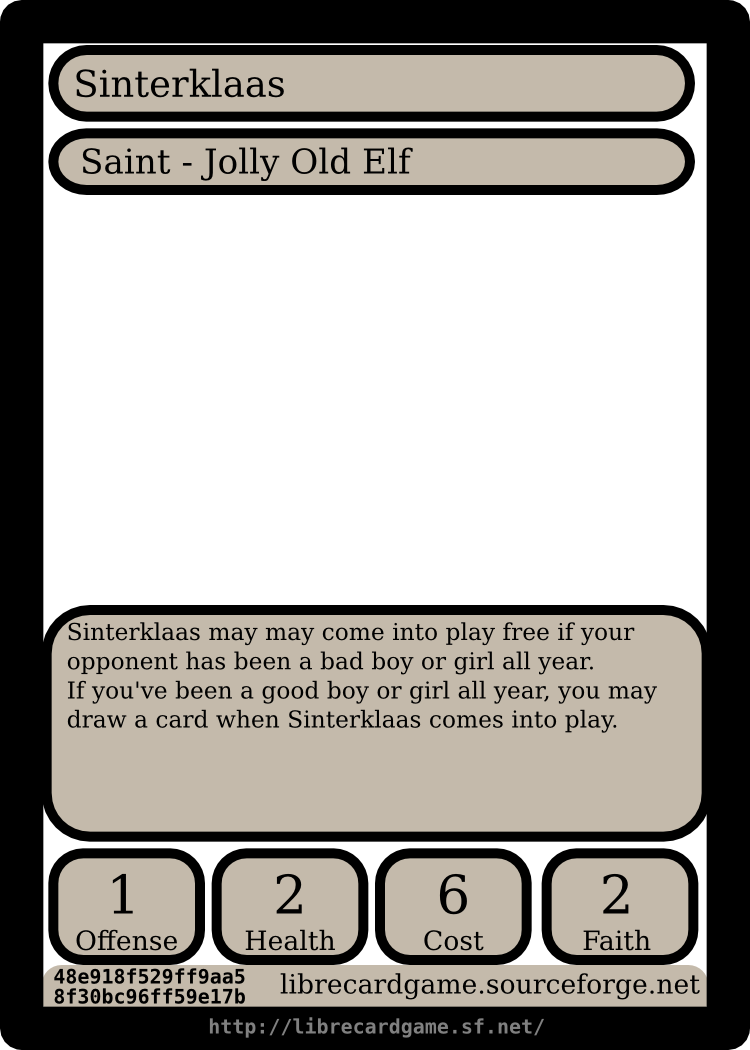 Sinterklaas
Saint - Jolly Old Elf
Sinterklaas may may come into play free if your
opponent has been a bad boy or girl all year.
If you've been a good boy or girl all year, you may
draw a card when Sinterklaas comes into play.
1 2 6 2
Offense Health Cost Faith
48e918f529ff9aa5
8f30bc96ff59e17b
librecardgame.sourceforge.net
http://librecardgame.sf.net/